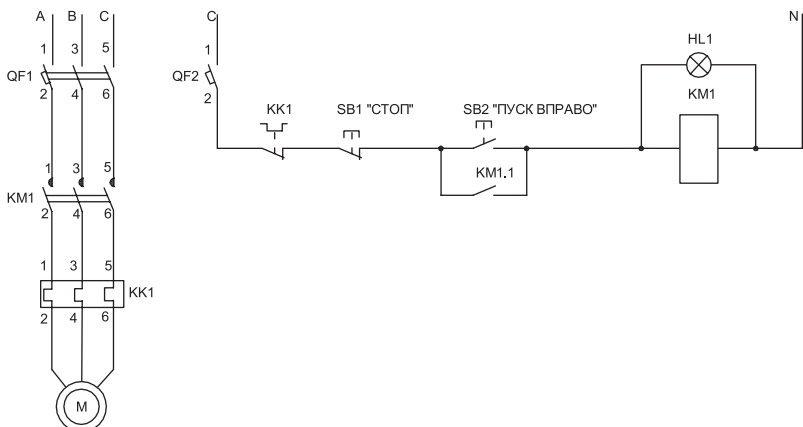 A B C
1 3 5
QF1
2 4 6
1 3 5
KM1
2 4 6
1 3 5
KK1
2 4 6
M
C
N
1
QF2
2
KK1
SB1 "СТОП"
SB2 "ПУСК ВПРАВО"
KM1.1
HL1
KM1